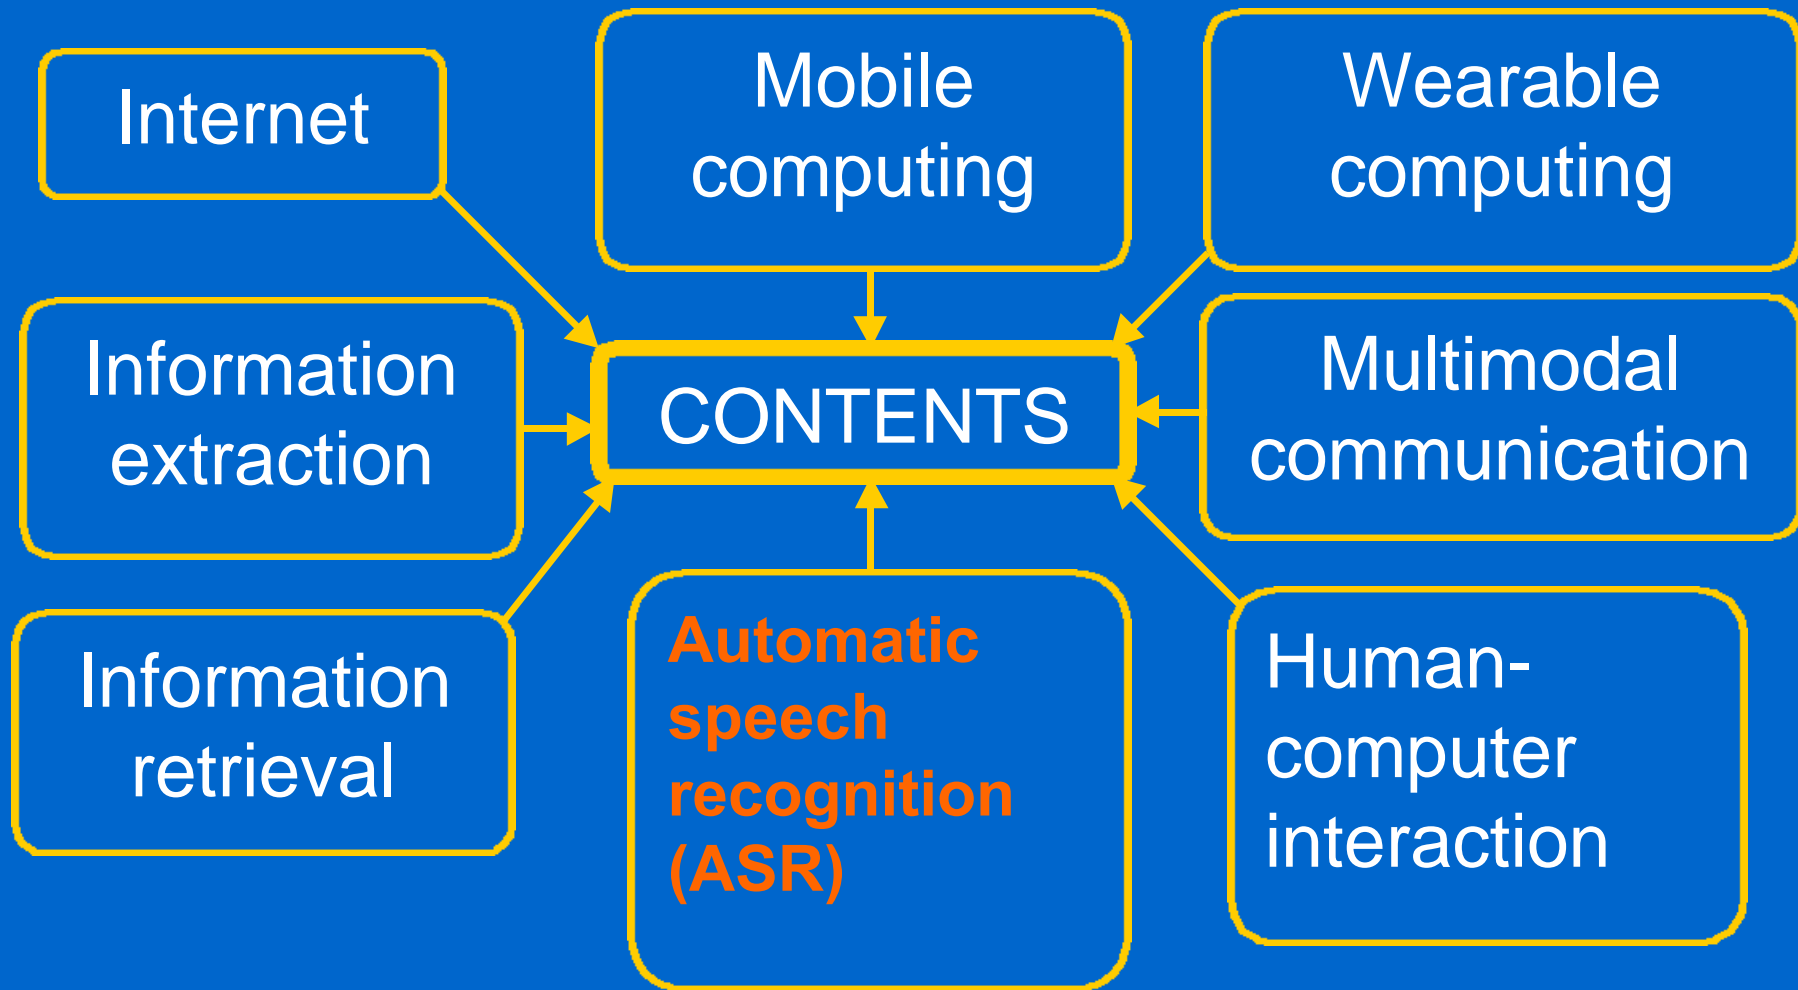 Internet
Mobile
computing
Wearable
computing
Information
extraction
CONTENTS
Multimodal
communication
Information
retrieval
Automatic
speech
recognition
(ASR)
Human-
computer
interaction